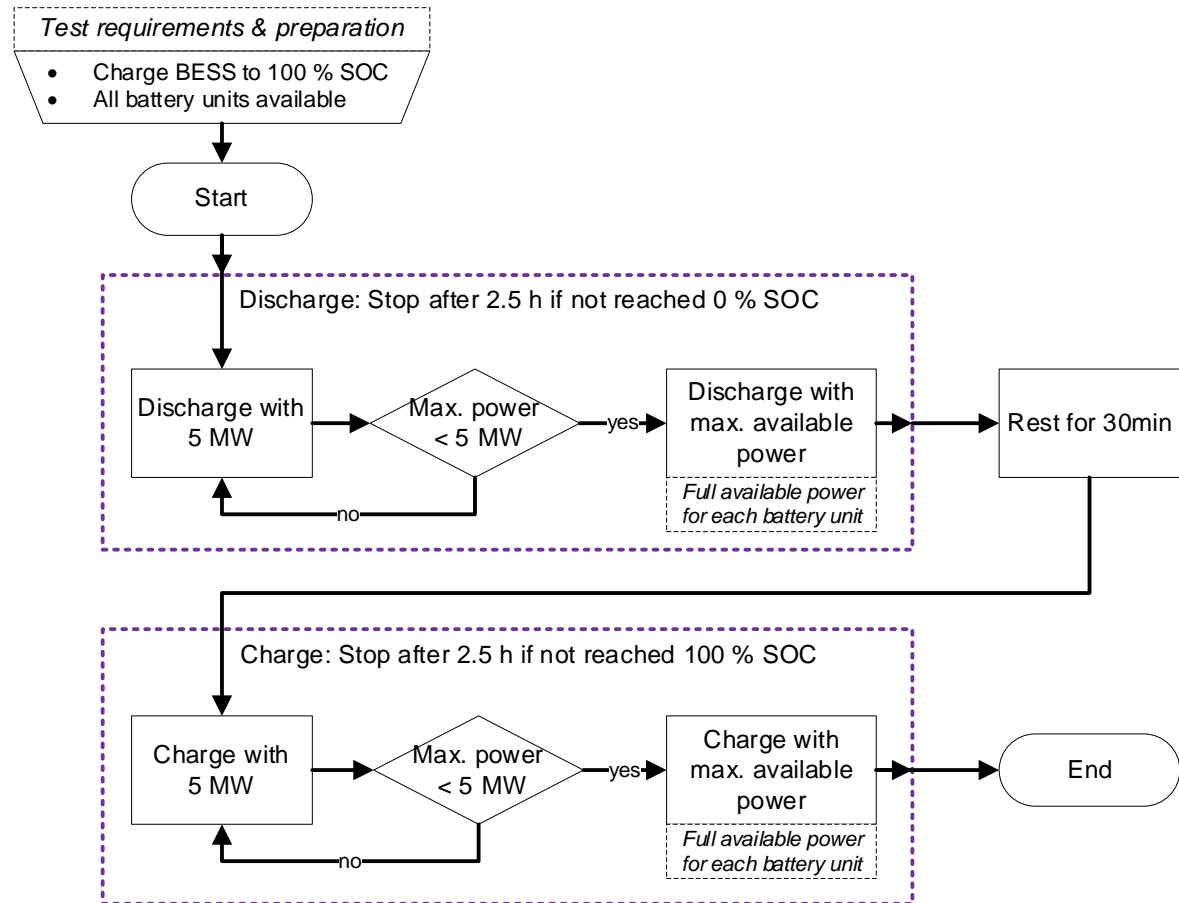 Test requirements & preparation
• Charge BESS to 100 % SOC
• All battery units available
Start
Discharge: Stop after 2.5 h if not reached 0 % SOC
Discharge with
5 MW
Max. power
< 5 MW
yes
no
Discharge with
max. available
power
Full available power
for each battery unit
Rest for 30min
Charge: Stop after 2.5 h if not reached 100 % SOC
Charge with
5 MW
Max. power
< 5 MW
yes
no
Charge with
max. available
power
Full available power
for each battery unit
End